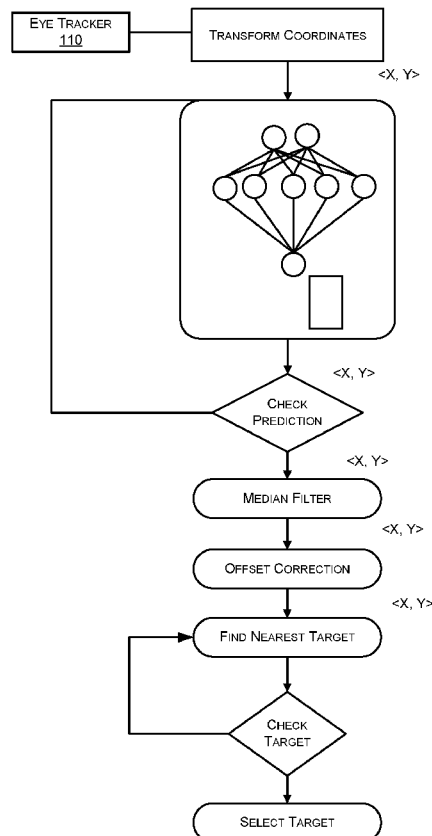 EYE TRACKER
110
TRANSFORM COORDINATES
<X, Y>
<X, Y>
CHECK
PREDICTION
<X, Y>
MEDIAN FILTER
<X, Y>
OFFSET CORRECTION
<X, Y>
FIND NEAREST TARGET
CHECK
TARGET
SELECT TARGET